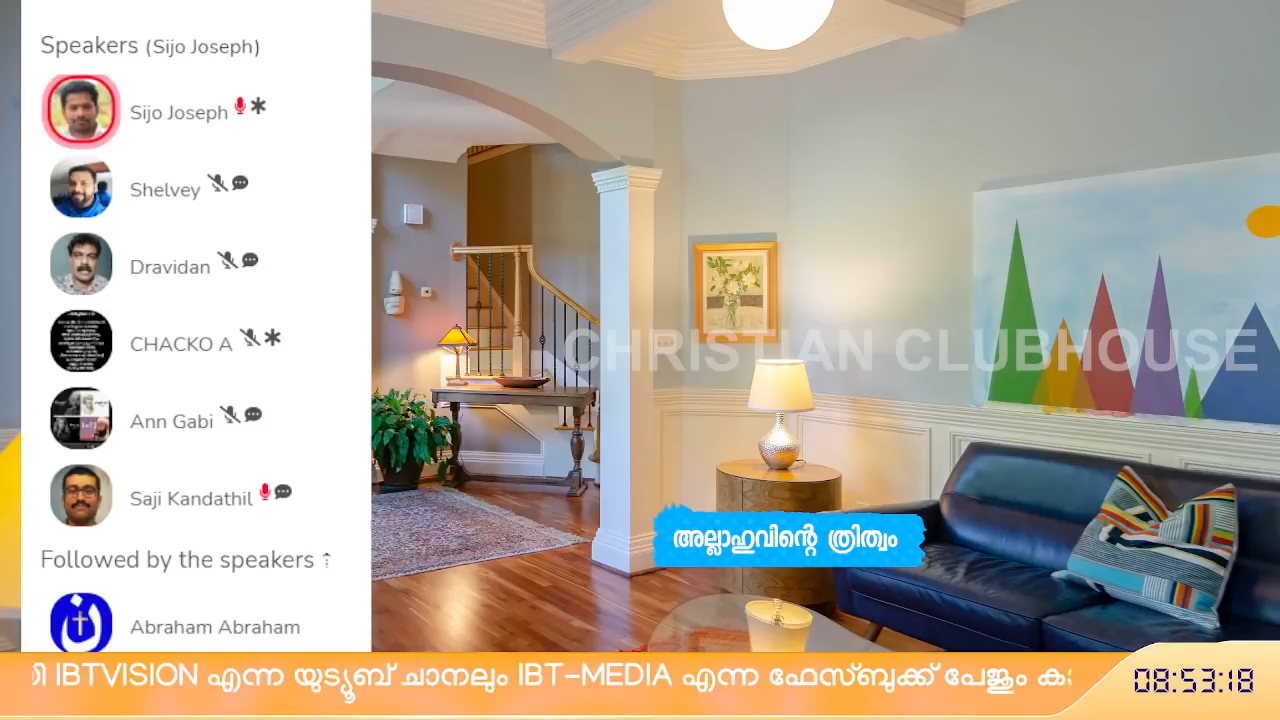 Speakers (Sijo Joseph)
Sijo Joseph
Shelvey
Dravidan
CHACKO A
Ann Gabi
Saji Kandathil
Followed by the speakers
Abraham Abraham
CHRISTIAN CLUBHOUSE
അല്ലാഹുവിന്റെ ത്രിത്വം
IBTVISION എന്ന യുട്യൂബ് ചാനലും IBT-MEDIA എന്ന ഫേസ്ബുക്ക് പേജും
08:53:18